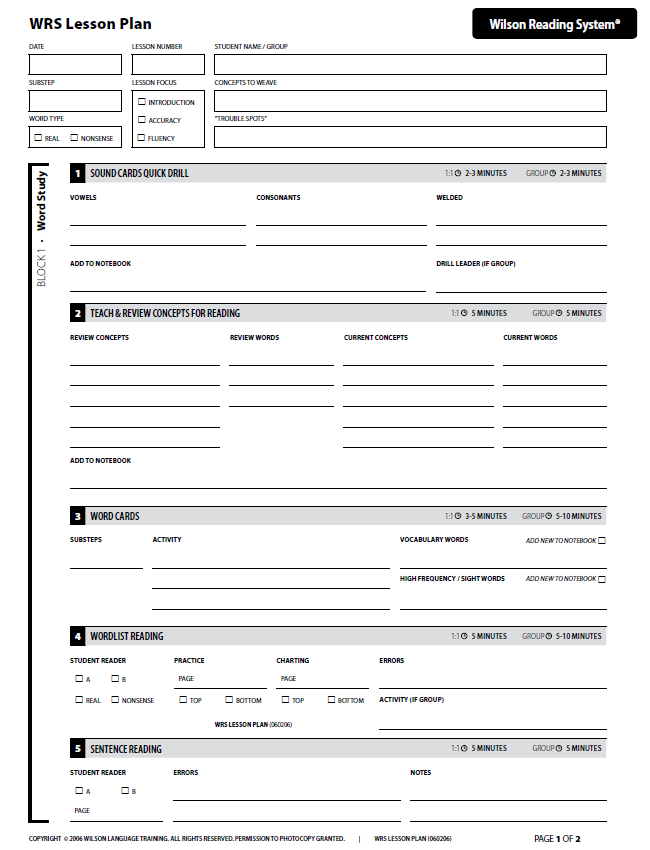 WRS Lesson Plan
Wilson Reading System®
DATE
LESSON NUMBER
STUDENT NAME / GROUP
SUBSTEP
LESSON FOCUS
CONCEPTS TO WEAVE
INTRODUCTION
ACCURACY
FLUENCY
WORD TYPE
REAL NONSENSE
"TROUBLE SPOTS"
BLOCK 1 • Word Study
1 SOUND CARDS QUICK DRILL 1:1 2-3 MINUTES GROUP 2-3 MINUTES
VOWELS CONSONANTS WELDED
ADD TO NOTEBOOK DRILL LEADER (IF GROUP)
2 TEACH & REVIEW CONCEPTS FOR READING 1:1 5 MINUTES GROUP 5 MINUTES
REVIEW CONCEPTS REVIEW WORDS CURRENT CONCEPTS CURRENT WORDS
ADD TO NOTEBOOK
3 WORD CARDS 1:1 3-5 MINUTES GROUP 5-10 MINUTES
SUBSTEPS ACTIVITY VOCABULARY WORDS ADD NEW TO NOTEBOOK
HIGH FREQUENCY / SIGHT WORDS ADD NEW TO NOTEBOOK
4 WORDLIST READING 1:1 5 MINUTES GROUP 5-10 MINUTES
STUDENT READER PRACTICE CHARTING ERRORS
A B PAGE PAGE
REAL NONSENSE TOP BOTTOM TOP BOTTOM ACTIVITY (IF GROUP)
WRS LESSON PLAN (060206)
5 SENTENCE READING 1:1 5 MINUTES GROUP 5 MINUTES
STUDENT READER ERRORS NOTES
A B
PAGE
COPYRIGHT © 2006 WILSON LANGUAGE TRAINING. ALL RIGHTS RESERVED. PERMISSION TO PHOTOCOPY GRANTED. | WRS LESSON PLAN (060206) PAGE 1 OF 2